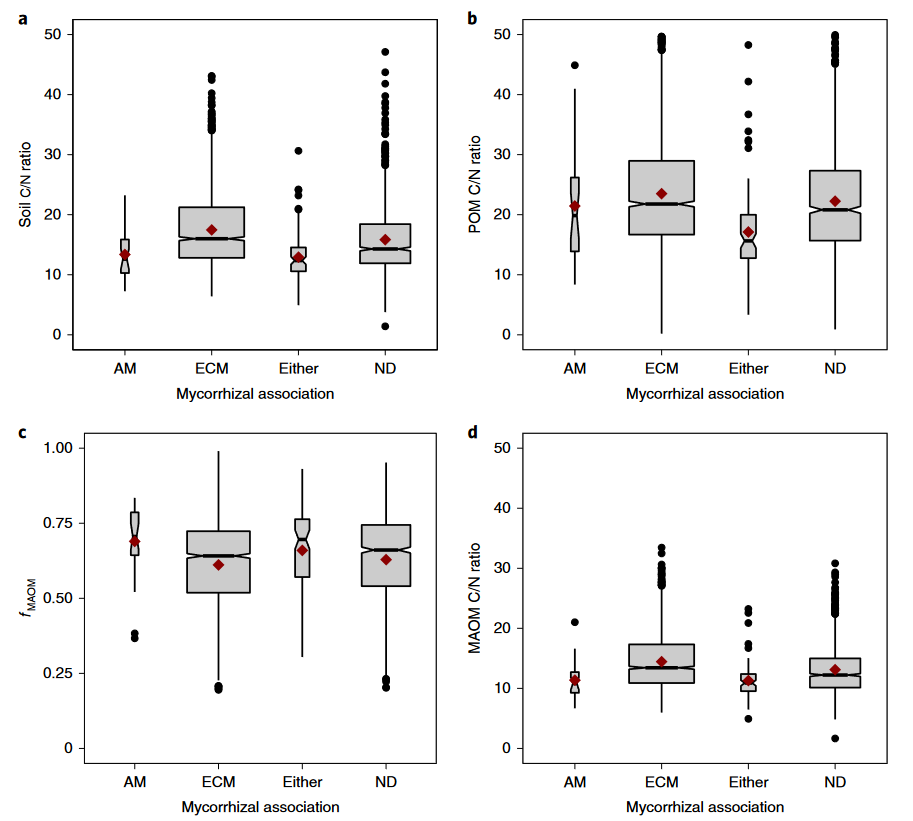 a
50
40
30
20
10
0
Soil C/N ratio
AM ECM Either ND
Mycorrhizal association
b
50
40
30
20
10
0
POM C/N ratio
AM ECM Either ND
Mycorrhizal association
c
1.00
0.75
0.50
0.25
0
f MAOM
AM ECM Either ND
Mycorrhizal association
d
50
40
30
20
10
0
MAOM C/N ratio
AM ECM Either ND
Mycorrhizal association